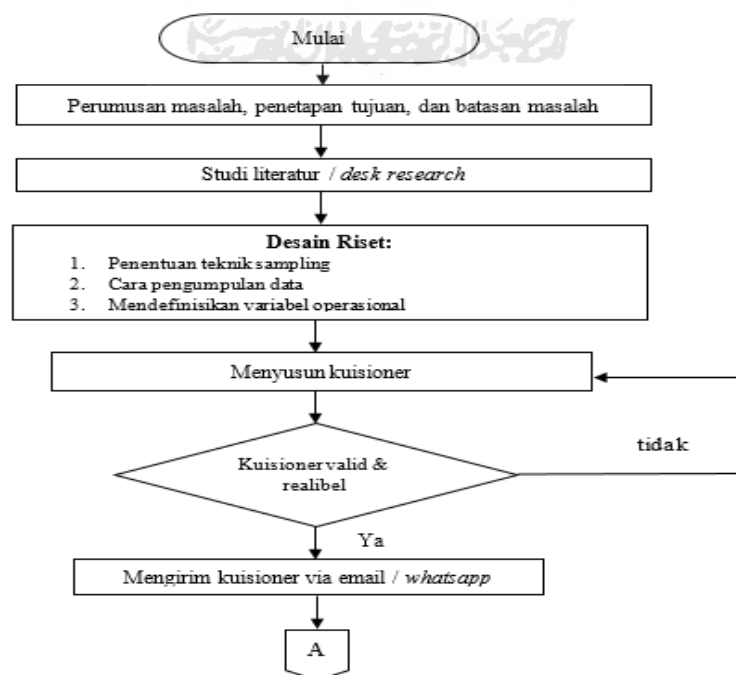 Mulai
Perumusan masalah, penetapan tujuan, dan batasan masalah
Studi literatur / desk research
Desain Riset:
1. Penentuan teknik sampling
2. Cara pengumpulan data
3. Mendefinisikan variabel operasional
Menyusun kuisioner
tidak
Kuisioner valid &
realibel
Ya
Mengirim kuisioner via email / whatsapp
A